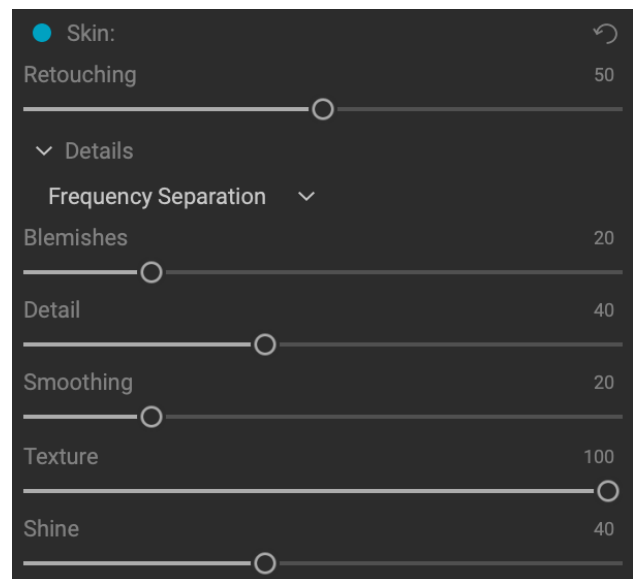 Skin:
Retouching 50
Details
Frequency Separation
Blemishes 20
Detail 40
Smoothing 20
Texture 100
Shine 40